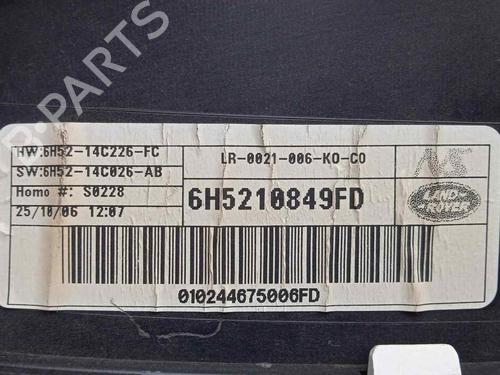 B-PARTS
HW:6H52-14C226-FC
SW:6H52-14C026-AB
Homo #: S0228
25/10/06 12:07
LR-0021-006-KO-CO
6H5210849FD
LAND
ROVER
010244675006FD